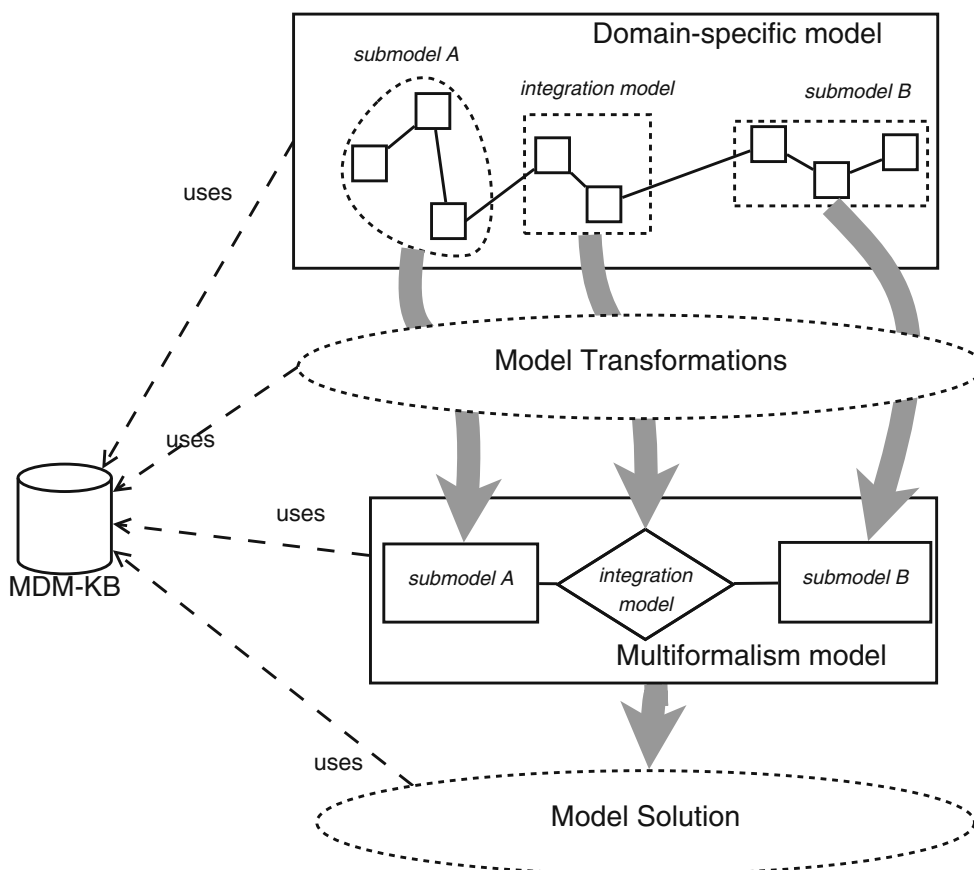 Domain-specific model
submodel A
integration model
submodel B
uses
Model Transformations
uses
uses
MDM-KB
submodel A
integration
model
submodel B
Multiformalism model
uses
Model Solution